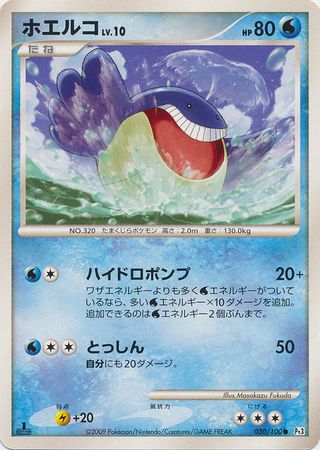 ホエルコ LV.10 HP 80
たね
NO.320 たまくじらポケモン 高さ:2.0m 重さ:130.0kg
ハイドロポンプ 20+
ワザエネルギーよりも多く エネルギーがついて
いるなら、多い エネルギー×10ダメージを追加。
追加できるのは エネルギー2個ぶんまで。
とっしん 50
自分にも20ダメージ。
Illus. Masakazu Fukuda
弱点 抵抗力 にげる
+20
1 EDITION ©2009 Pokémon/Nintendo/Creatures/GAME FREAK 030/100 Pt3